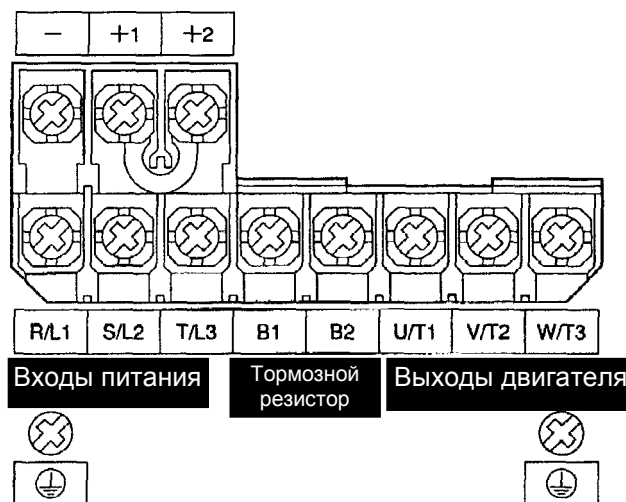 − +1 +2
R/L1 S/L2 T/L3 B1 B2 U/T1 V/T2 W/T3
Входы питания Тормозной резистор Выходы двигателя